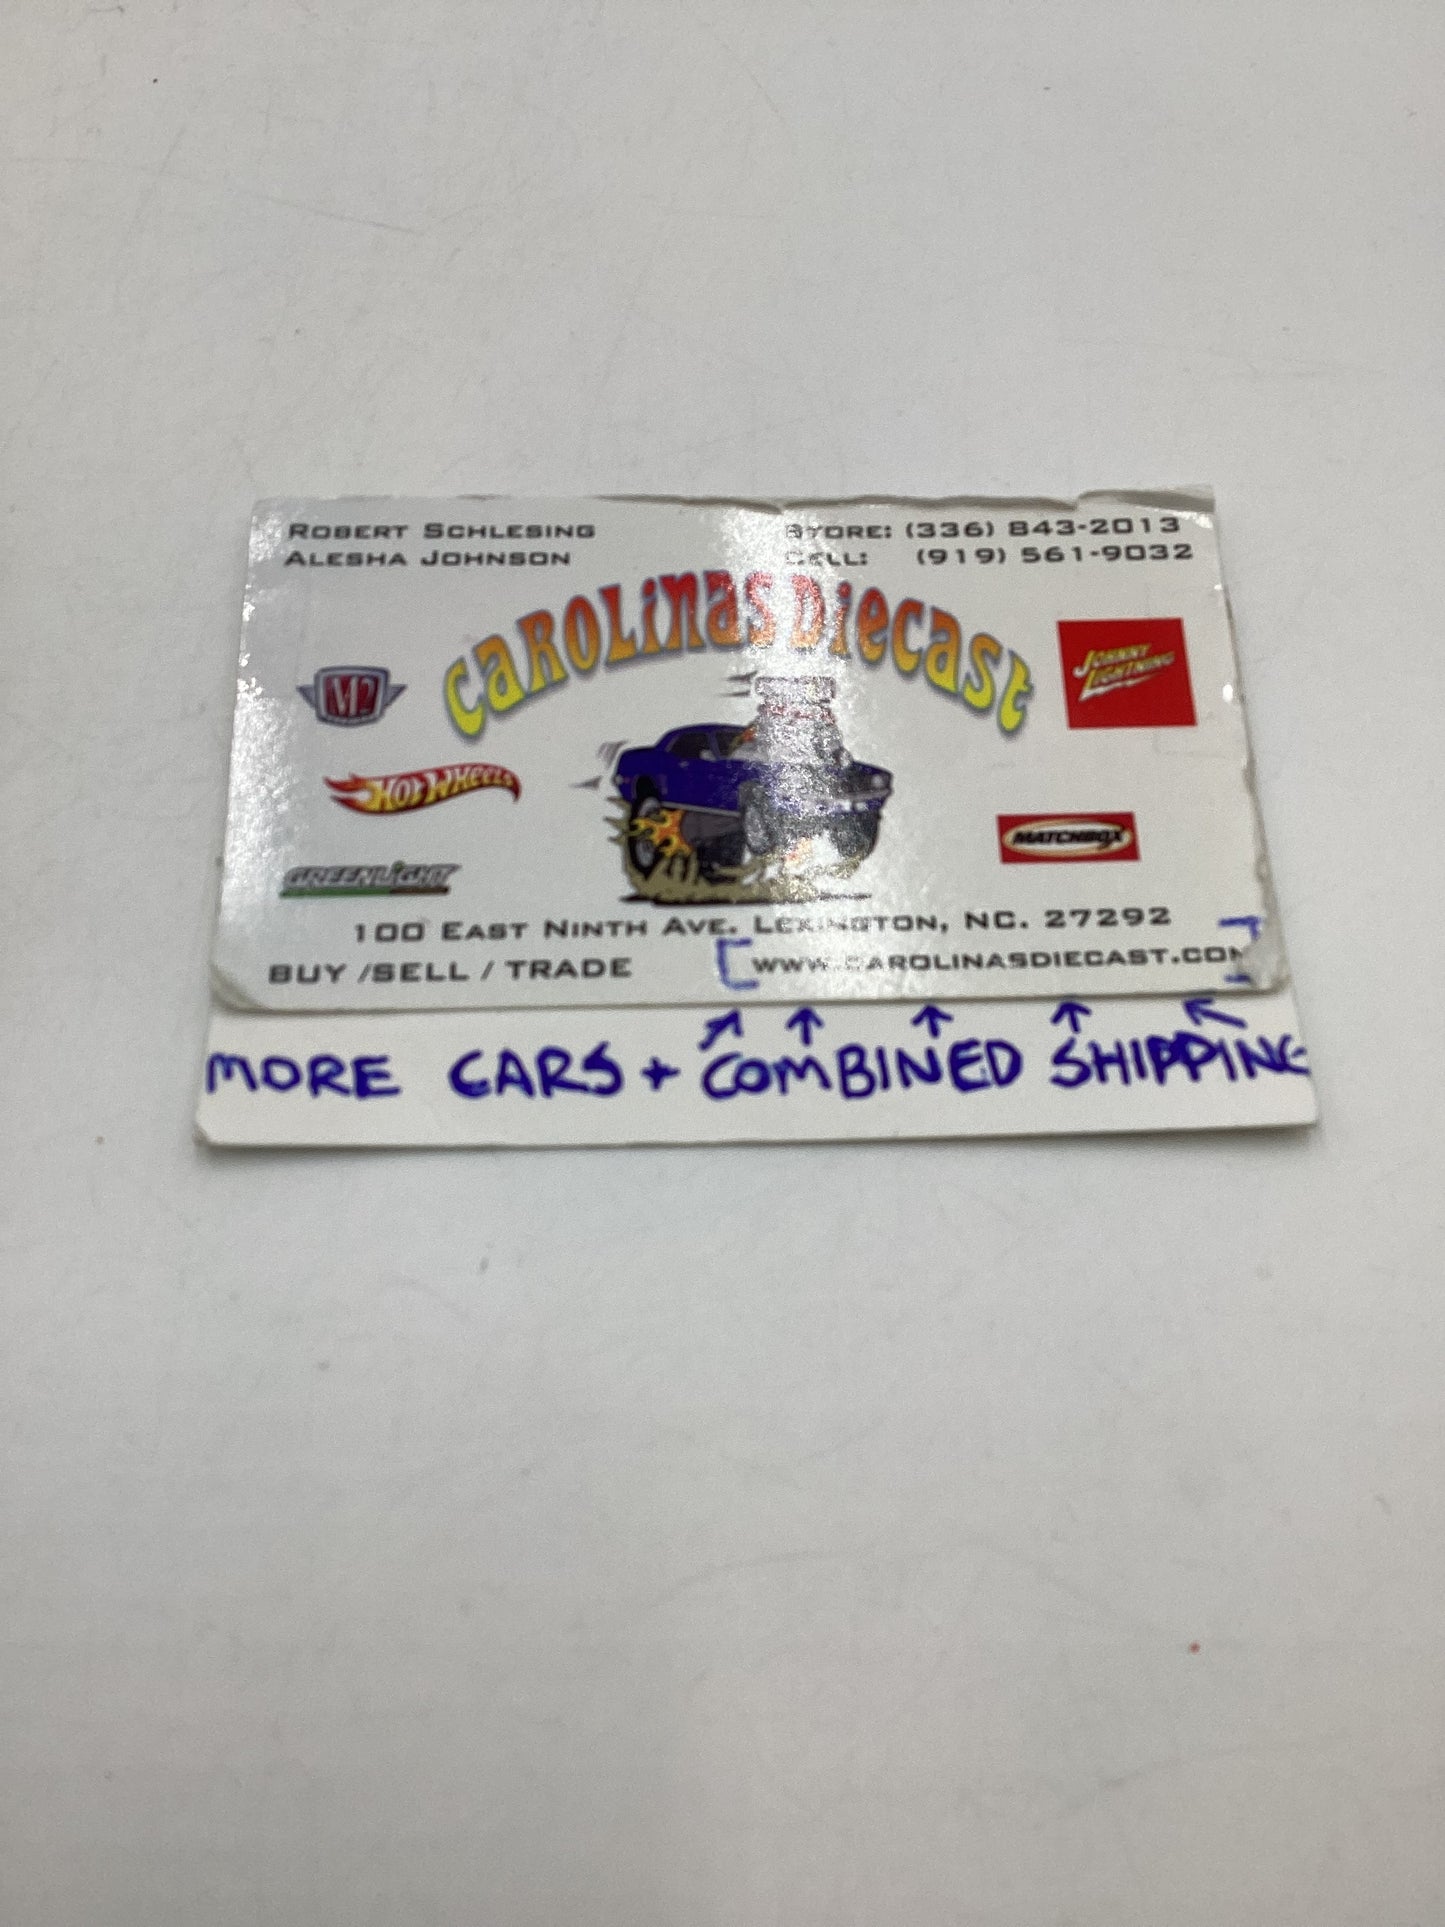 ROBERT SCHLESING
ALESHA JOHNSON
STORE: (336) 843-2013
CELL: (919) 561-9032
CAROLINAS DIECAST
M2
JOHNNY LIGHTNING
HOT WHEELS
MATCHBOX
GREENLIGHT
100 EAST NINTH AVE. LEXINGTON, NC. 27292
BUY /SELL / TRADE
WWW.CAROLINASDIECAST.COM
MORE CARS + COMBINED SHIPPING